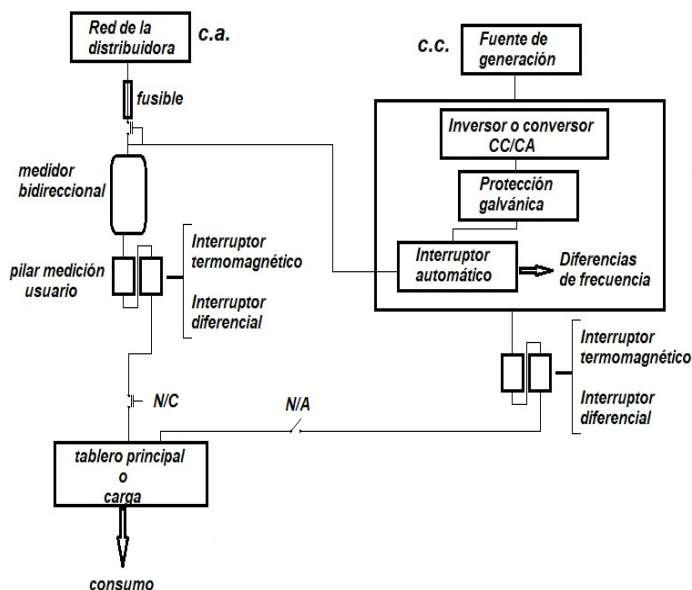 Red de la
distribuidora
c.a.
c.c.
Fuente de
generación
fusible
Inversor o conversor
CC/CA
medidor
bidireccional
Protección
galvánica
Interruptor
termomagnético
Interruptor
automático
Diferencias
de frecuencia
pilar medición
usuario
Interruptor
diferencial
Interruptor
termomagnético
Interruptor
diferencial
N/C
N/A
tablero principal
o
carga
consumo